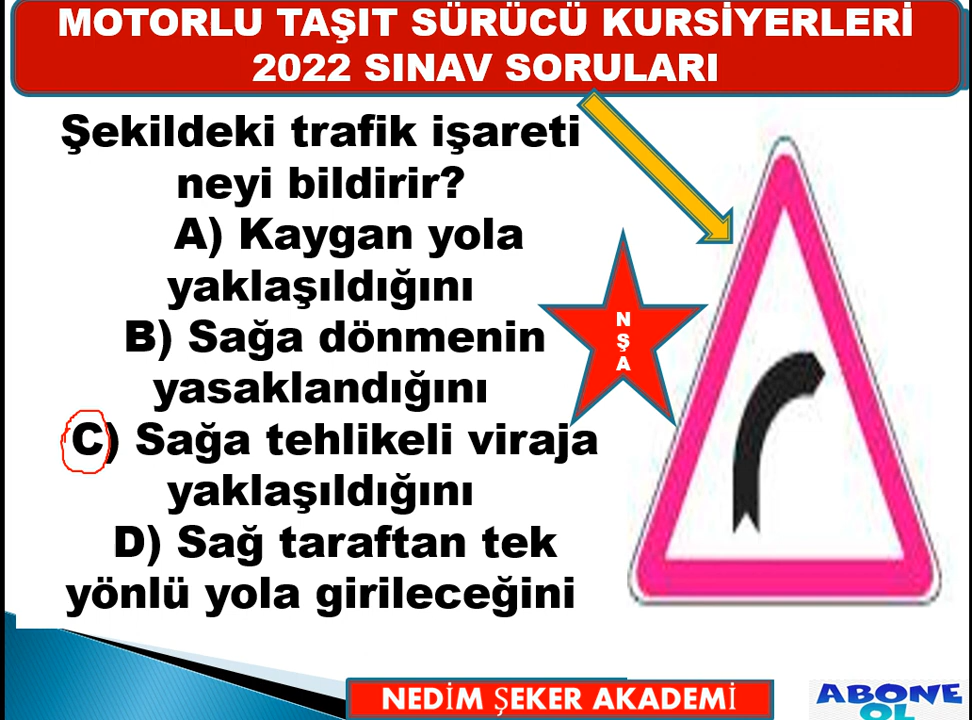 MOTORLU TAŞIT SÜRÜCÜ KURSİYERLERİ
2022 SINAV SORULARI
Şekildeki trafik işareti
neyi bildirir?
A) Kaygan yola
yaklaşıldığını
B) Sağa dönmenin
yasaklandığını
C) Sağa tehlikeli viraja
yaklaşıldığını
D) Sağ taraftan tek
yönlü yola girileceğini
N
Ş
A
NEDİM ŞEKER AKADEMİ
ABONE
OL